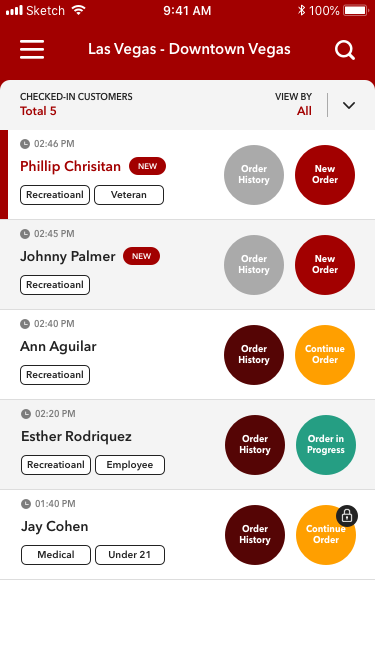 Sketch 9:41 AM 100%
Las Vegas - Downtown Vegas
CHECKED-IN CUSTOMERS VIEW BY
Total 5 All
02:46 PM
Phillip Chrisitan NEW
Recreatioanl Veteran
Order
History
New
Order
02:45 PM
Johnny Palmer NEW
Recreatioanl
Order
History
New
Order
02:40 PM
Ann Aguilar
Recreatioanl
Order
History
Continue
Order
02:20 PM
Esther Rodriquez
Recreatioanl Employee
Order
History
Order in
Progress
01:40 PM
Jay Cohen
Medical Under 21
Order
History
Continue
Order